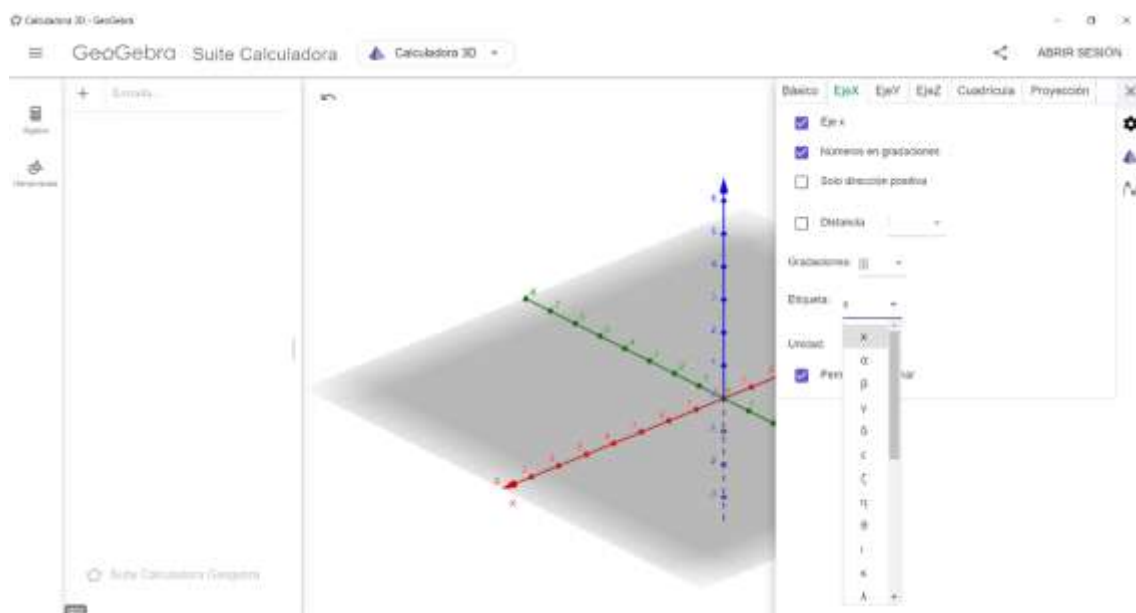 Calculadora 3D - GeoGebra
GeoGebra Suite Calculadora Calculadora 3D
ABRIR SESIÓN
Entrada...
Básico EjeX EjeY EjeZ Cuadrícula Proyección
Eje x
Números en gradaciones
Solo dirección positiva
Distancia
Gradaciones:
Etiqueta: x
x
α
β
γ
δ
ε
ζ
η
θ
ι
κ
λ
Unidad:
Herramientas
x
Suite Calculadora Geogebra